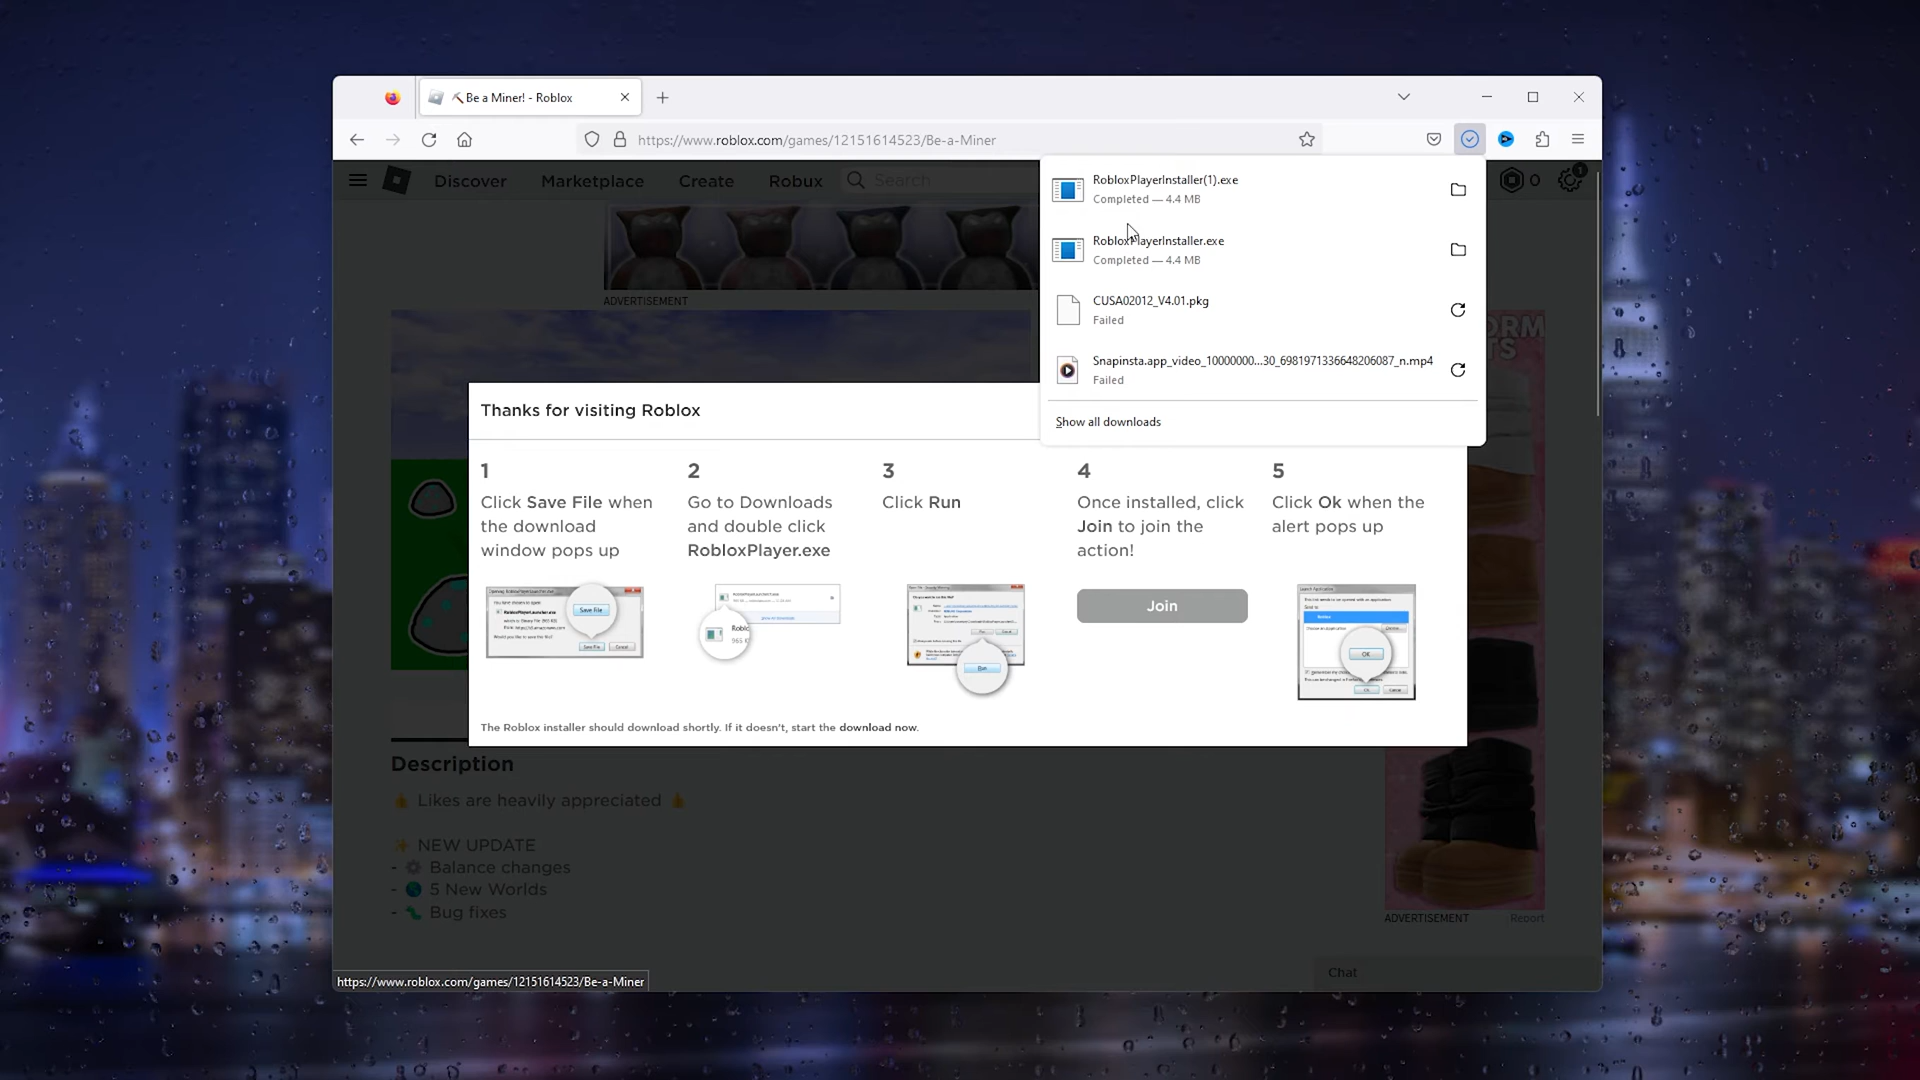 ⛏️Be a Miner! - Roblox
https://www.roblox.com/games/12151614523/Be-a-Miner
Discover
Marketplace
Create
Robux
Search
0
1
RobloxPlayerInstaller(1).exe
Completed — 4.4 MB
RobloxPlayerInstaller.exe
Completed — 4.4 MB
CUSA02012_V4.01.pkg
Failed
Snapinsta.app_video_10000000...30_6981971336648206087_n.mp4
Failed
Show all downloads
ADVERTISEMENT
Thanks for visiting Roblox
1
Click Save File when
the download
window pops up
Save File
2
Go to Downloads
and double click
RobloxPlayer.exe
3
Click Run
Run
4
Once installed, click
Join to join the
action!
Join
5
Click Ok when the
alert pops up
OK
The Roblox installer should download shortly. If it doesn't, start the download now.
Description
👍 Likes are heavily appreciated 👍
✨ NEW UPDATE
- ⚙️ Balance changes
- 🌎 5 New Worlds
- 🐛 Bug fixes
ADVERTISEMENT
Report
Chat
https://www.roblox.com/games/12151614523/Be-a-Miner